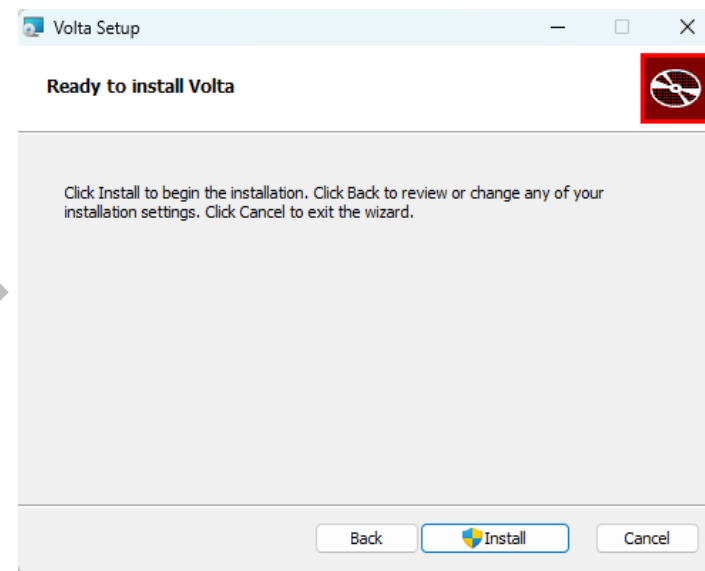 Volta Setup
Ready to install Volta
Click Install to begin the installation. Click Back to review or change any of your
installation settings. Click Cancel to exit the wizard.
Back
Install
Cancel